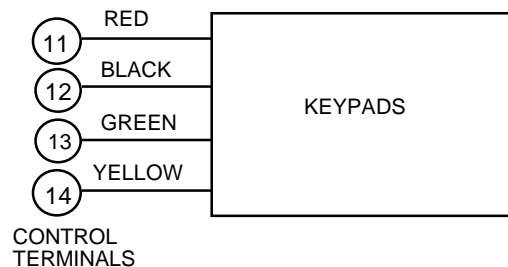 RED
11
BLACK
12
KEYPADS
GREEN
13
YELLOW
14
CONTROL
TERMINALS